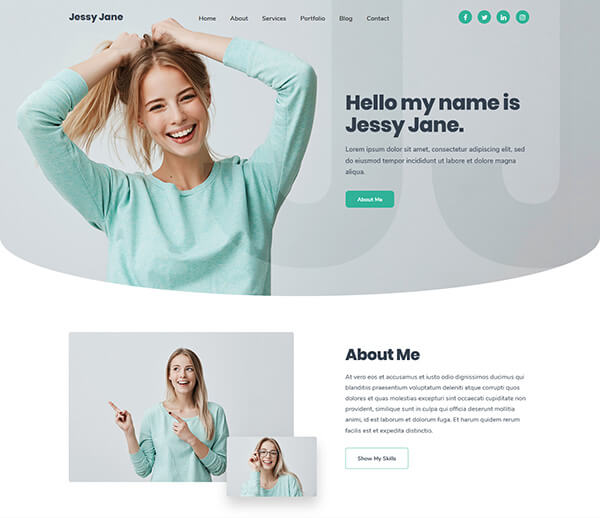 Jessy Jane
Home About Services Portfolio Blog Contact
Hello my name is
Jessy Jane.
Lorem ipsum dolor sit amet, consectetur adipiscing elit, sed
do eiusmod tempor incididunt ut labore et dolore magna
aliqua.
About Me
About Me
At vero eos et accusamus et iusto odio dignissimos ducimus qui
blanditiis praesentium voluptatum deleniti atque corrupti quos
dolores et quas molestias excepturi sint occaecati cupiditate non
provident, similique sunt in culpa qui officia deserunt mollitia
animi, id est laborum et dolorum fuga. Et harum quidem rerum
facilis est et expedita distinctio.
Show My Skills